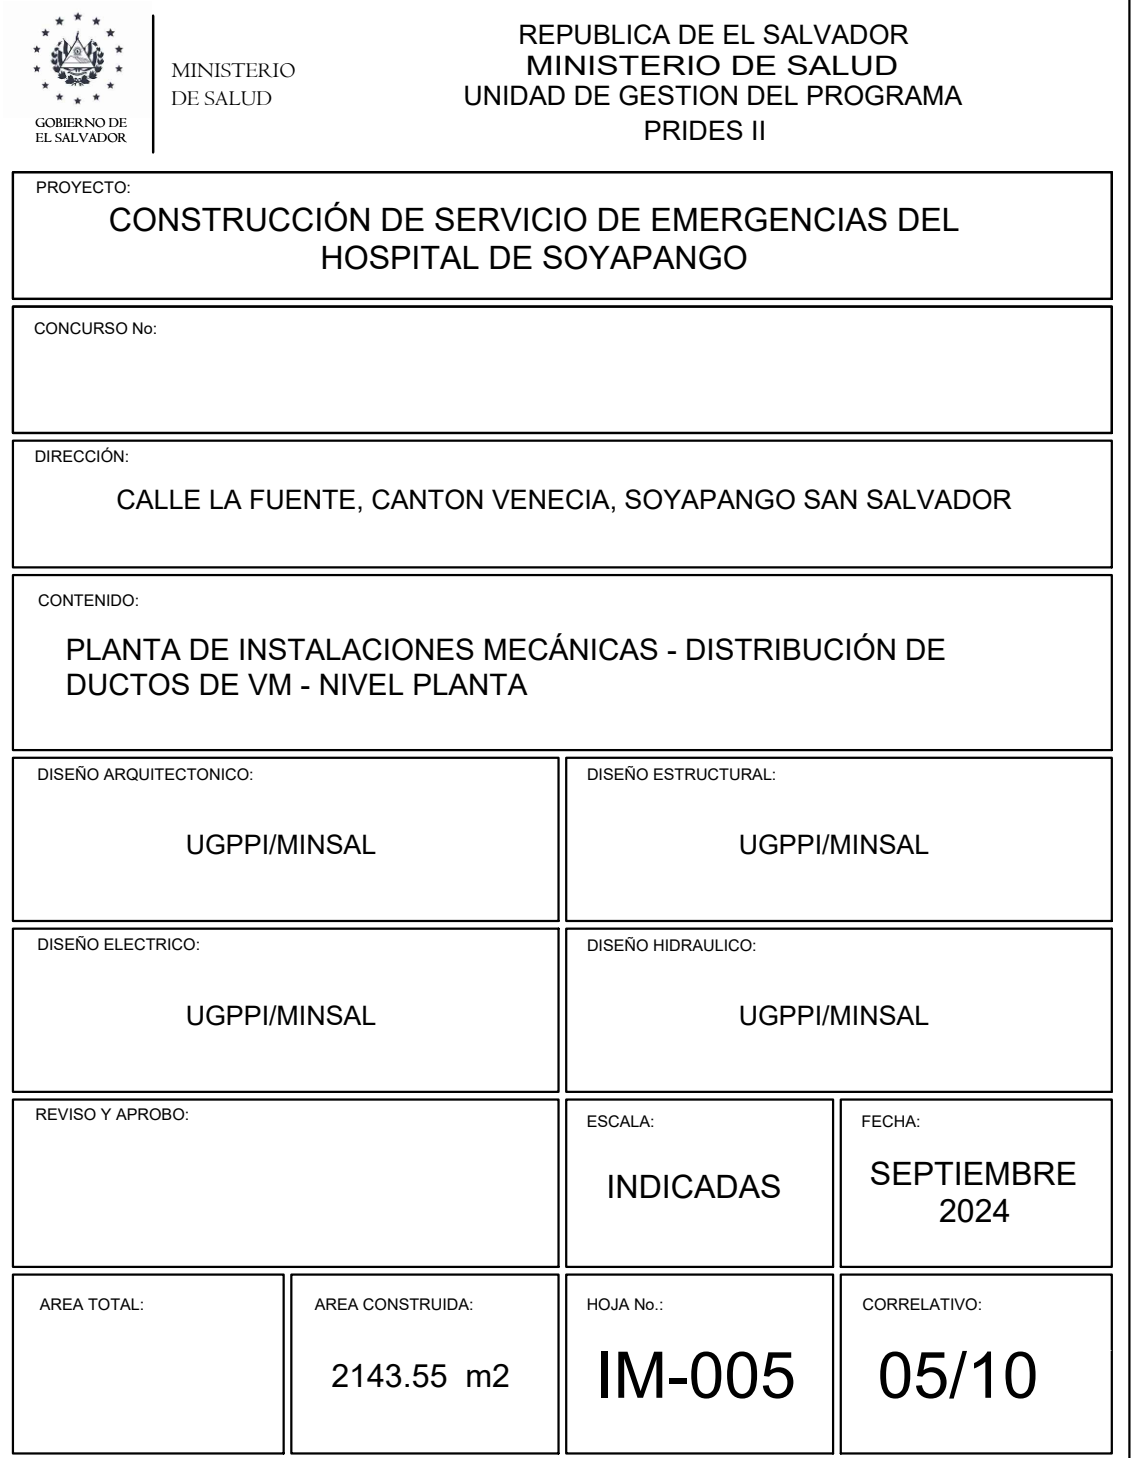 GOBIERNO DE
EL SALVADOR
MINISTERIO
DE SALUD
REPUBLICA DE EL SALVADOR
MINISTERIO DE SALUD
UNIDAD DE GESTION DEL PROGRAMA
PRIDES II
PROYECTO:
CONSTRUCCIÓN DE SERVICIO DE EMERGENCIAS DEL
HOSPITAL DE SOYAPANGO
CONCURSO No:
DIRECCIÓN:
CALLE LA FUENTE, CANTON VENECIA, SOYAPANGO SAN SALVADOR
CONTENIDO:
PLANTA DE INSTALACIONES MECÁNICAS - DISTRIBUCIÓN DE
DUCTOS DE VM - NIVEL PLANTA
DISEÑO ARQUITECTONICO:
UGPPI/MINSAL
DISEÑO ESTRUCTURAL:
UGPPI/MINSAL
DISEÑO ELECTRICO:
UGPPI/MINSAL
DISEÑO HIDRAULICO:
UGPPI/MINSAL
REVISO Y APROBO:
ESCALA:
INDICADAS
FECHA:
SEPTIEMBRE
2024
AREA TOTAL:
AREA CONSTRUIDA:
2143.55 m2
HOJA No.:
IM-005
CORRELATIVO:
05/10